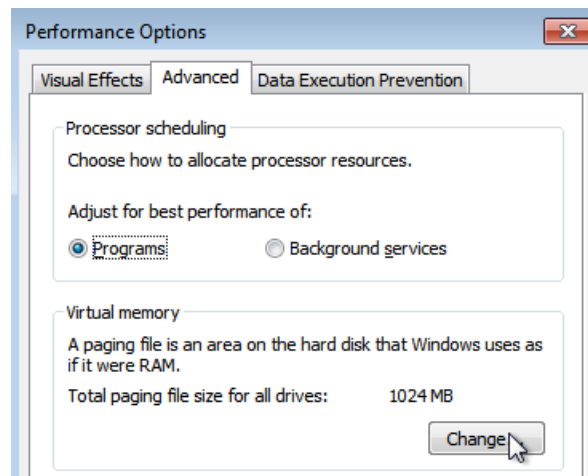 Performance Options
Visual Effects Advanced Data Execution Prevention
Processor scheduling
Choose how to allocate processor resources.
Adjust for best performance of:
Programs Background services
Virtual memory
A paging file is an area on the hard disk that Windows uses as
if it were RAM.
Total paging file size for all drives: 1024 MB
Change...